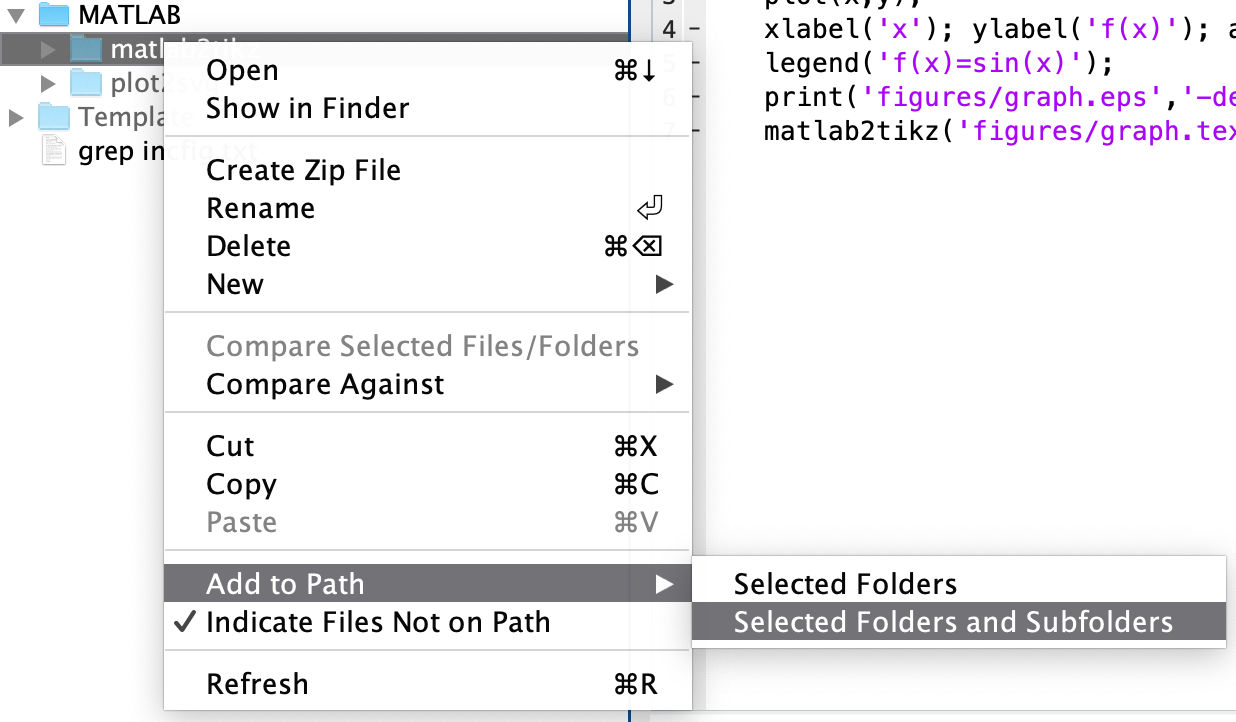 MATLAB
matlab2tikz
plot2svg
Template
grep incfig.txt
Open ⌘↓
Show in Finder
Create Zip File
Rename ⏎
Delete ⌘⌫
New ▶
Compare Selected Files/Folders
Compare Against ▶
Cut ⌘X
Copy ⌘C
Paste ⌘V
Add to Path ▶
✓ Indicate Files Not on Path
Refresh ⌘R
Selected Folders
Selected Folders and Subfolders
3 plot(x,y);
4 – xlabel('x'); ylabel('f(x)'); a
5 – legend('f(x)=sin(x)');
6 – print('figures/graph.eps','-de
7 – matlab2tikz('figures/graph.tex